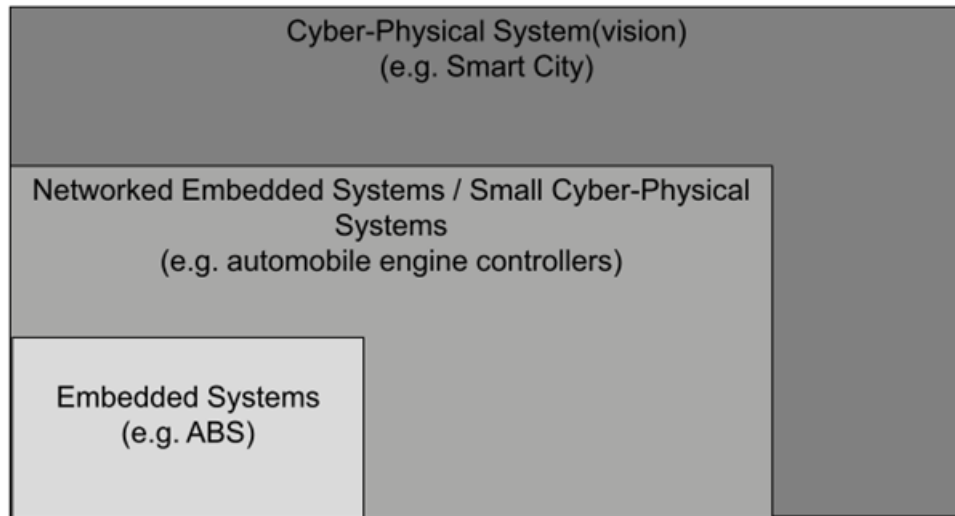 Cyber-Physical System(vision)
(e.g. Smart City)
Networked Embedded Systems / Small Cyber-Physical
Systems
(e.g. automobile engine controllers)
Embedded Systems
(e.g. ABS)